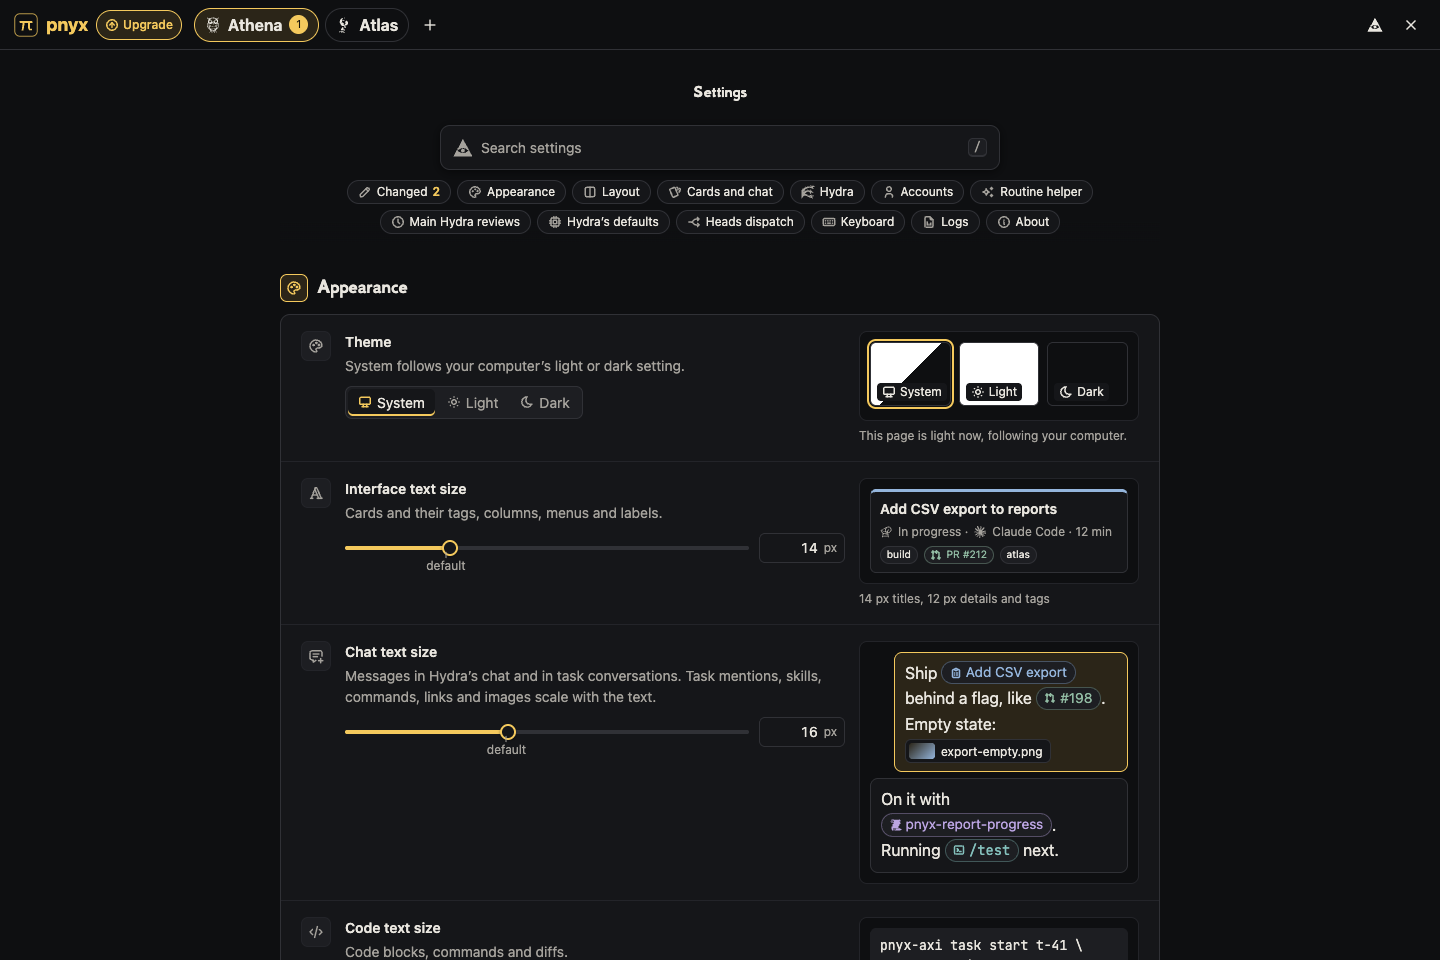 π pnyx Upgrade Athena 1 Atlas +
Settings
Search settings /
Changed 2 Appearance Layout Cards and chat Hydra Accounts Routine helper
Main Hydra reviews Hydra’s defaults Heads dispatch Keyboard Logs About
Appearance
Theme
System follows your computer’s light or dark setting.
System Light Dark
System Light Dark
This page is light now, following your computer.
Interface text size
Cards and their tags, columns, menus and labels.
14 px
default
Add CSV export to reports
In progress · Claude Code · 12 min
build PR #212 atlas
14 px titles, 12 px details and tags
Chat text size
Messages in Hydra’s chat and in task conversations. Task mentions, skills,
commands, links and images scale with the text.
16 px
default
Ship Add CSV export
behind a flag, like #198.
Empty state:
export-empty.png
On it with
pnyx-report-progress.
Running /test next.
Code text size
Code blocks, commands and diffs.
pnyx-axi task start t-41 \